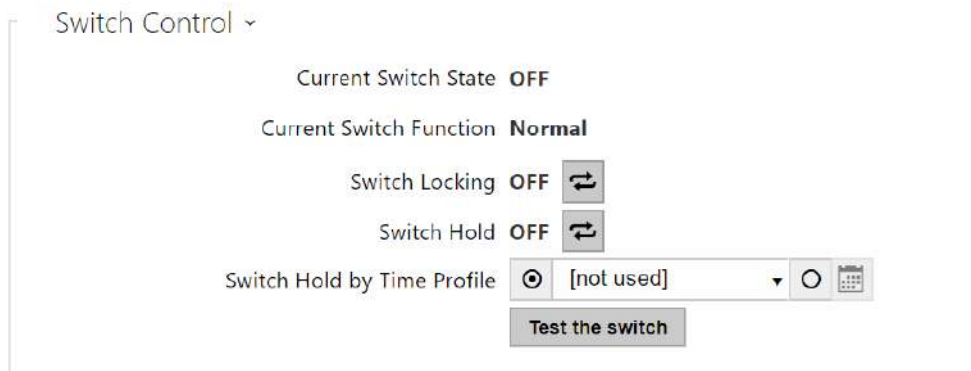 Switch Control
Current Switch State OFF
Current Switch Function Normal
Switch Locking OFF
Switch Hold OFF
Switch Hold by Time Profile [not used]
Test the switch